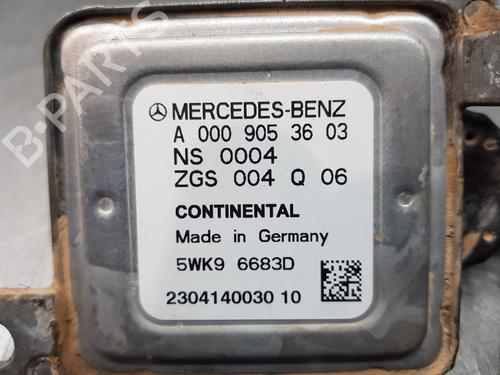 MERCEDES-BENZ
A 000 905 36 03
NS 0004
ZGS 004 Q 06
CONTINENTAL
Made in Germany
5WK9 6683D
2304140030 10
B-PARTS